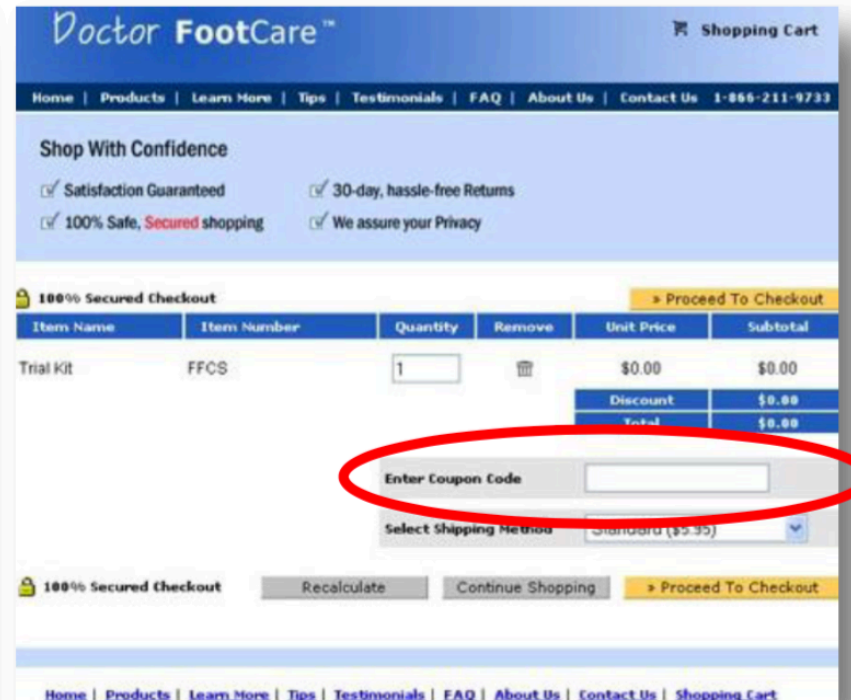 Doctor FootCare™
Shopping Cart
Home | Products | Learn More | Tips | Testimonials | FAQ | About Us | Contact Us 1-866-211-9733
Shop With Confidence
Satisfaction Guaranteed 30-day, hassle-free Returns
100% Safe, Secured shopping We assure your Privacy
100% Secured Checkout » Proceed To Checkout
Item Name Item Number Quantity Remove Unit Price Subtotal
Trial Kit FFCS 1 $0.00 $0.00
Discount $0.00
Total $0.00
Enter Coupon Code
Select Shipping Method Standard ($5.95)
100% Secured Checkout Recalculate Continue Shopping » Proceed To Checkout
Home | Products | Learn More | Tips | Testimonials | FAQ | About Us | Contact Us | Shopping Cart